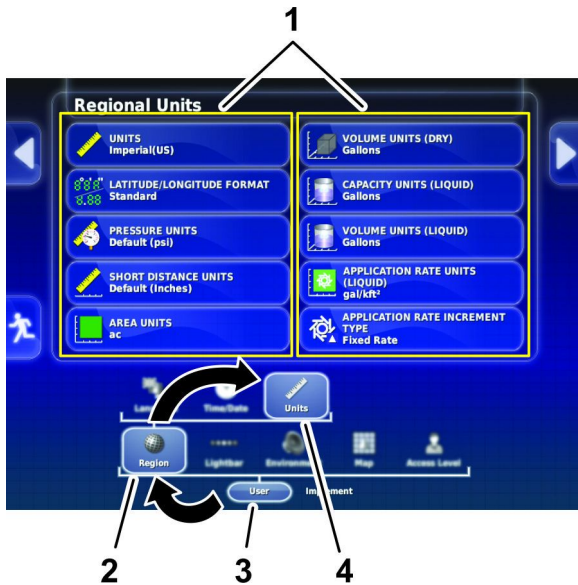 1
Regional Units
UNITS
Imperial(US)
LATITUDE/LONGITUDE FORMAT
Standard
PRESSURE UNITS
Default (psi)
SHORT DISTANCE UNITS
Default (Inches)
AREA UNITS
ac
VOLUME UNITS (DRY)
Gallons
CAPACITY UNITS (LIQUID)
Gallons
VOLUME UNITS (LIQUID)
Gallons
APPLICATION RATE UNITS
(LIQUID)
gal/kft²
APPLICATION RATE INCREMENT
TYPE
Fixed Rate
Time/Date
Units
Region
Lightbar
Map
Access Level
User
2
3
4